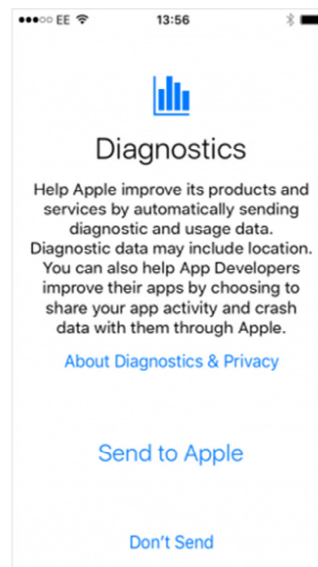 EE 13:56
Diagnostics
Help Apple improve its products and
services by automatically sending
diagnostic and usage data.
Diagnostic data may include location.
You can also help App Developers
improve their apps by choosing to
share your app activity and crash
data with them through Apple.
About Diagnostics & Privacy
Send to Apple
Don't Send